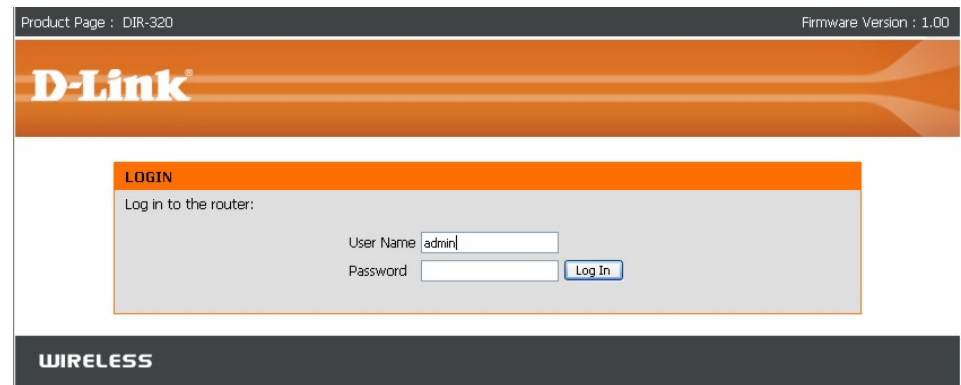 Product Page : DIR-320 Firmware Version : 1.00
D-Link®
LOGIN
Log in to the router:
User Name admin
Password Log In
WIRELESS